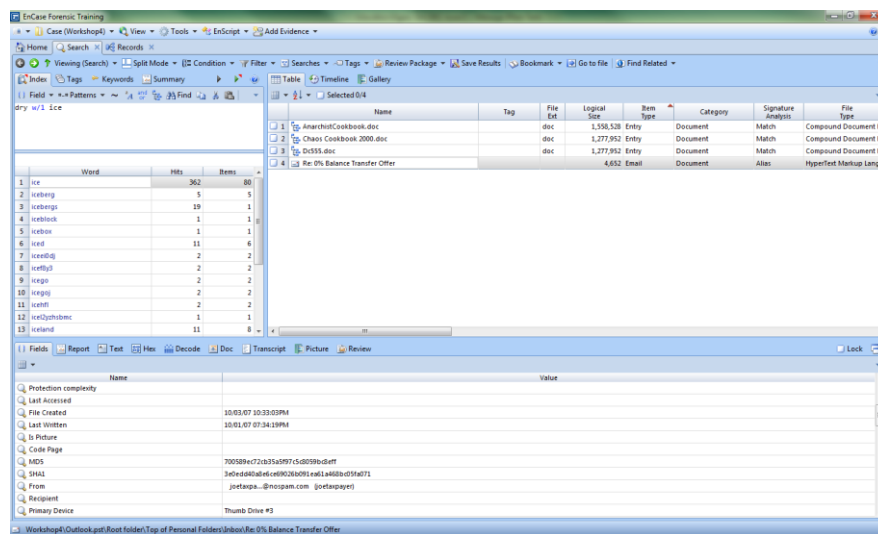 EnCase Forensic Training
Case (Workshop4) View Tools EnScript Add Evidence
Home Search Records
Viewing (Search) Split Mode Condition Filter Searches Tags Review Package Save Results Bookmark Go to file Find Related
Index Tags Keywords Summary
Table Timeline Gallery
Field Patterns Find
Selected 0/4
dry w/1 ice
Name Tag File Ext Logical Size Item Type Category Signature Analysis File Type
1 AnarchistCookbook.doc doc 1,558,528 Entry Document Match Compound Document
2 Chaos Cookbook 2000.doc doc 1,277,952 Entry Document Match Compound Document
3 Dc555.doc doc 1,277,952 Entry Document Match Compound Document
4 Re: 0% Balance Transfer Offer 4,652 Email Document Alias HyperText Markup Lang
Word Hits Items
1 ice 362 80
2 iceberg 5 5
3 icebergs 19 1
4 iceblock 1 1
5 icebox 1 1
6 iced 11 6
7 2 2
8 2 2
9 icego 2 2
10 icegoj 2 2
11 icehfl 2 2
12 1 1
13 iceland 11 8
Fields Report Text Hex Decode Doc Transcript Picture Review Lock
Name Value
Protection complexity
Last Accessed
File Created 10/03/07 10:33:03PM
Last Written 10/01/07 07:34:19PM
Is Picture
Code Page
MD5
SHA1
From joetaxpa...@nospam.com (joetaxpayer)
Recipient
Primary Device Thumb Drive #3
Workshop4\Outlook.pst\Root folder\Top of Personal Folders\Inbox\Re: 0% Balance Transfer Offer